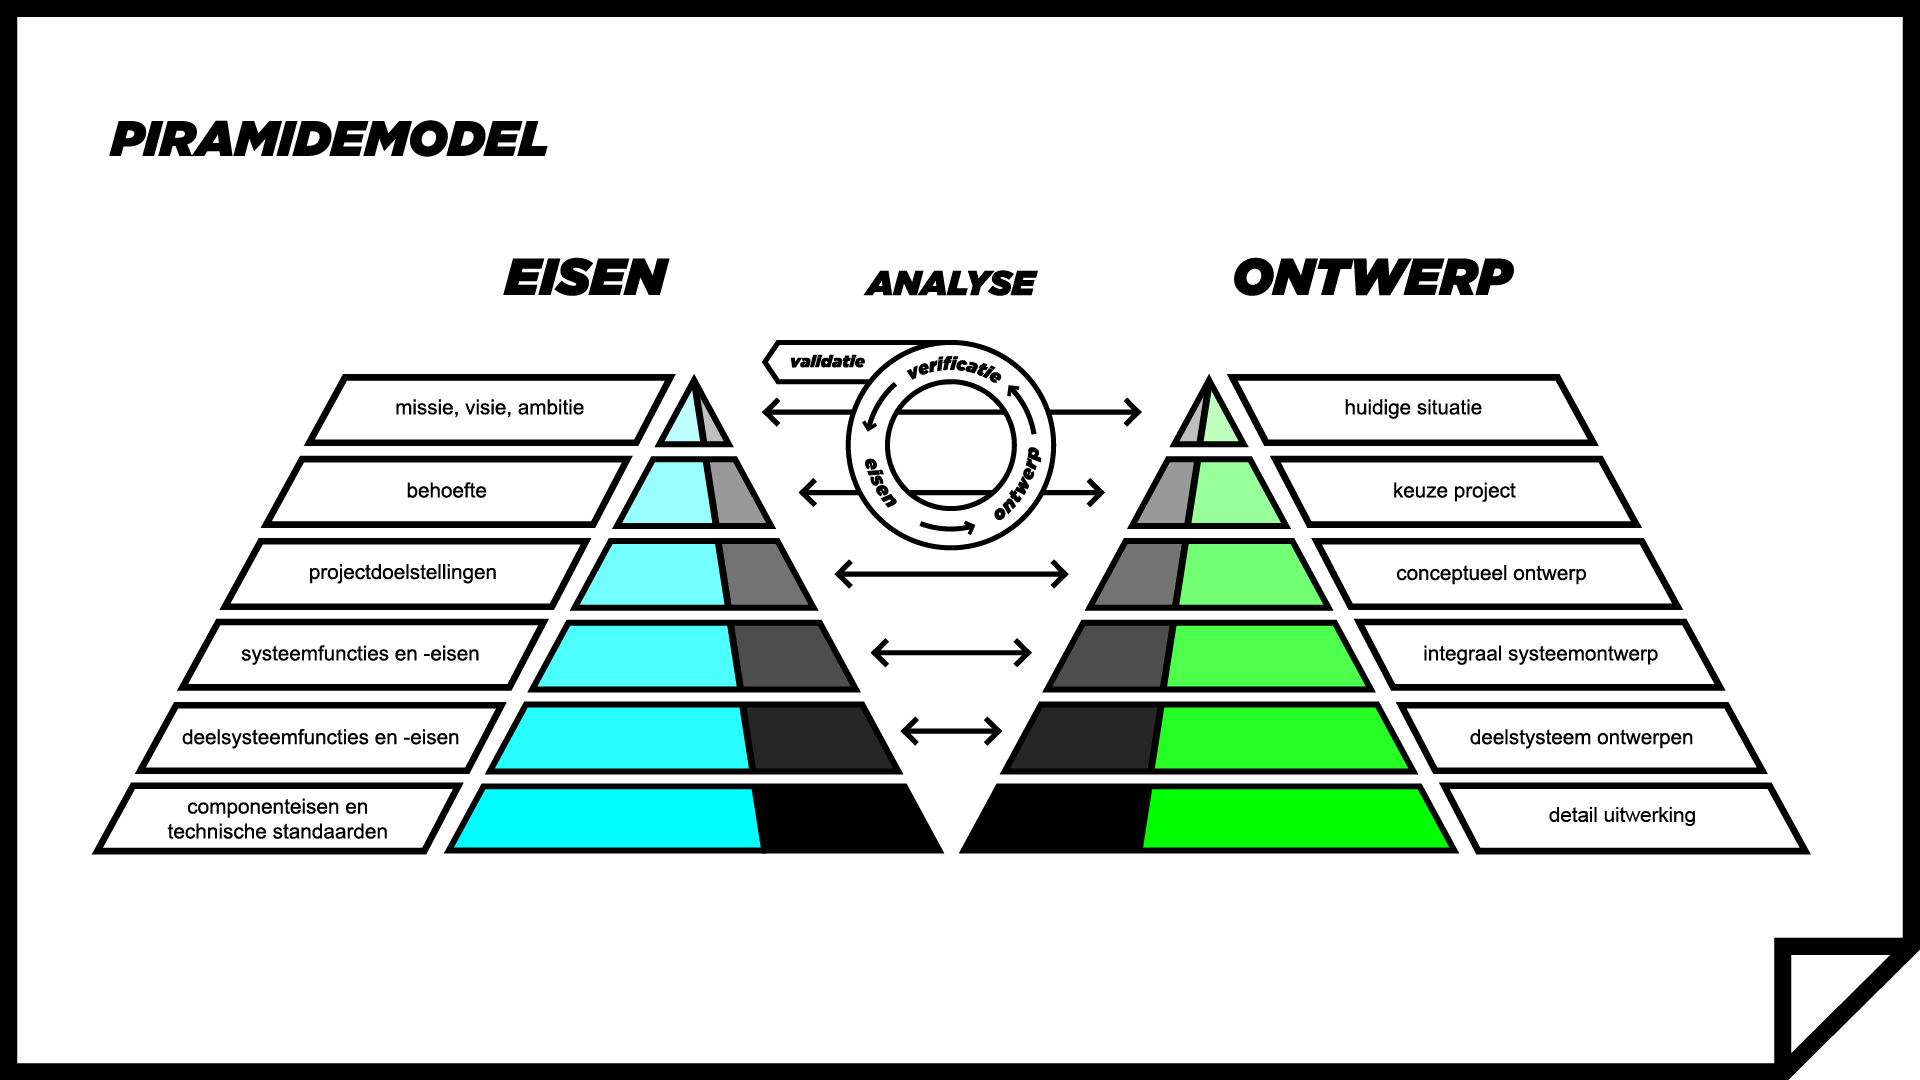 PIRAMIDEMODEL
EISEN
ANALYSE
ONTWERP
validatie
verificatie
eisen
ontwerp
missie, visie, ambitie
huidige situatie
behoefte
keuze project
projectdoelstellingen
conceptueel ontwerp
systeemfuncties en -eisen
integraal systeemontwerp
deelsysteemfuncties en -eisen
deelstysteem ontwerpen
componenteisen en
technische standaarden
detail uitwerking